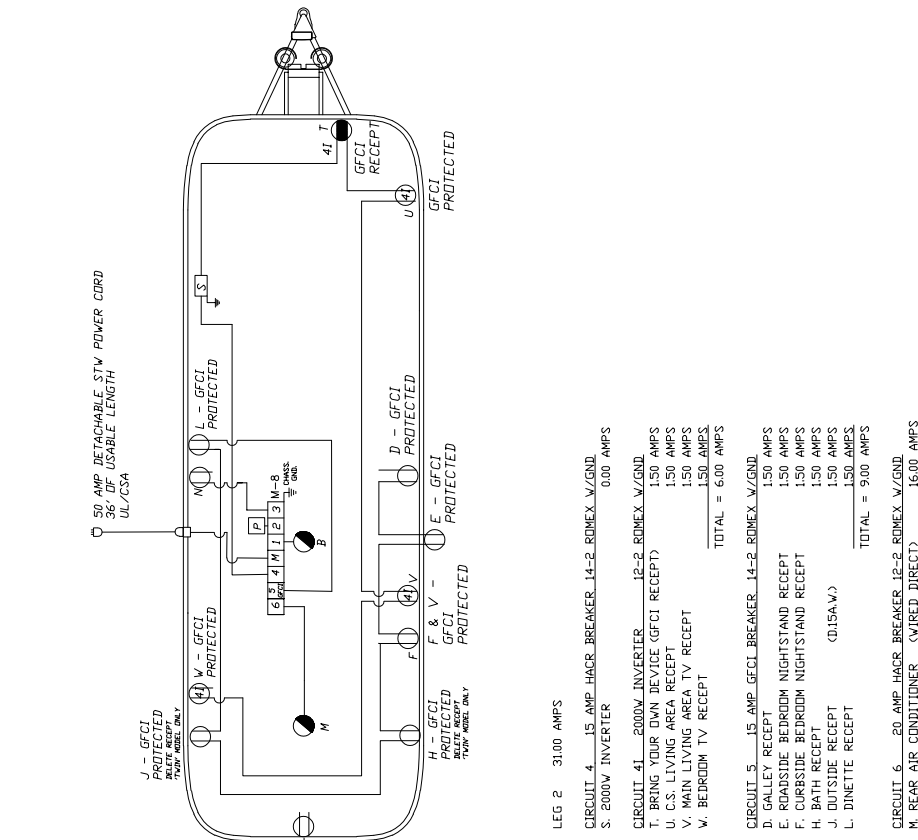 50 AMP DETACHABLE STW POWER CORD
36' OF USABLE LENGTH
UL/CSA
J - GFCI
PROTECTED
DELETE RECEPT
'TWIN' MODEL ONLY
W - GFCI
PROTECTED
4I
N
L - GFCI
PROTECTED
S
4I
T
GFCI
RECEPT
6
5
GFCI
4
M
1
2
3
M-8
CHASS.
GND.
P
B
M
H - GFCI
PROTECTED
DELETE RECEPT
'TWIN' MODEL ONLY
F
4I
V
F & V -
GFCI
PROTECTED
E - GFCI
PROTECTED
D - GFCI
PROTECTED
U
4I
GFCI
PROTECTED
LEG 2 31.00 AMPS
CIRCUIT 4 15 AMP HACR BREAKER 14-2 ROMEX W/GND
S. 2000W INVERTER 0.00 AMPS
CIRCUIT 4I 2000W INVERTER 12-2 ROMEX W/GND
T. BRING YOUR OWN DEVICE (GFCI RECEPT) 1.50 AMPS
U. C.S. LIVING AREA RECEPT 1.50 AMPS
V. MAIN LIVING AREA TV RECEPT 1.50 AMPS
W. BEDROOM TV RECEPT 1.50 AMPS
TOTAL = 6.00 AMPS
CIRCUIT 5 15 AMP GFCI BREAKER 14-2 ROMEX W/GND
D. GALLEY RECEPT 1.50 AMPS
E. ROADSIDE BEDROOM NIGHTSTAND RECEPT 1.50 AMPS
F. CURBSIDE BEDROOM NIGHTSTAND RECEPT 1.50 AMPS
H. BATH RECEPT 1.50 AMPS
J. OUTSIDE RECEPT (D.15A.W.) 1.50 AMPS
L. DINETTE RECEPT 1.50 AMPS
TOTAL = 9.00 AMPS
CIRCUIT 6 20 AMP HACR BREAKER 12-2 ROMEX W/GND
M. REAR AIR CONDITIONER (WIRED DIRECT) 16.00 AMPS